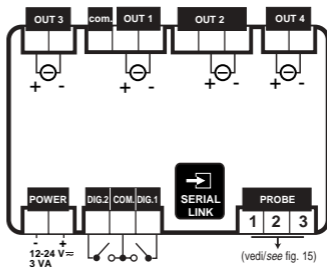 OUT 3 com. OUT 1 OUT 2 OUT 4
+ - + - + - + -
POWER DIG.2 COM. DIG.1 SERIAL LINK PROBE
1 2 3
- +
12-24 V≂
3 VA
(vedi/see fig. 15)